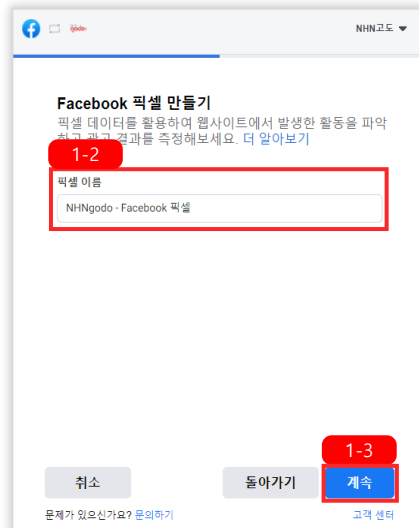 godo
NHN고도
Facebook 픽셀 만들기
픽셀 데이터를 활용하여 웹사이트에서 발생한 활동을 파악
하고 광고 결과를 측정해보세요. 더 알아보기
1-2
픽셀 이름
NHNgodo - Facebook 픽셀
1-3
취소 돌아가기 계속
문제가 있으신가요? 문의하기 고객 센터